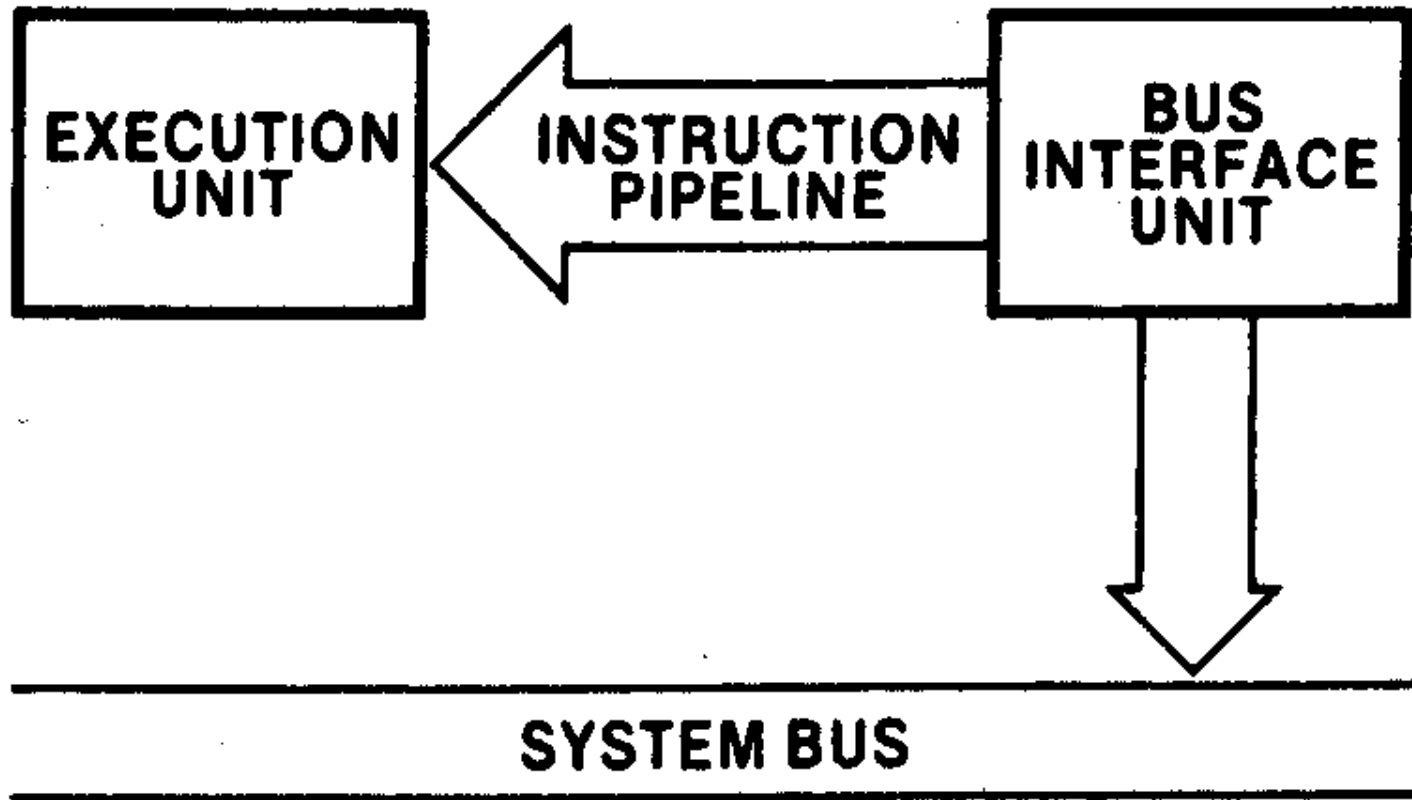 EXECUTION
UNIT
INSTRUCTION
PIPELINE
BUS
INTERFACE
UNIT
SYSTEM BUS